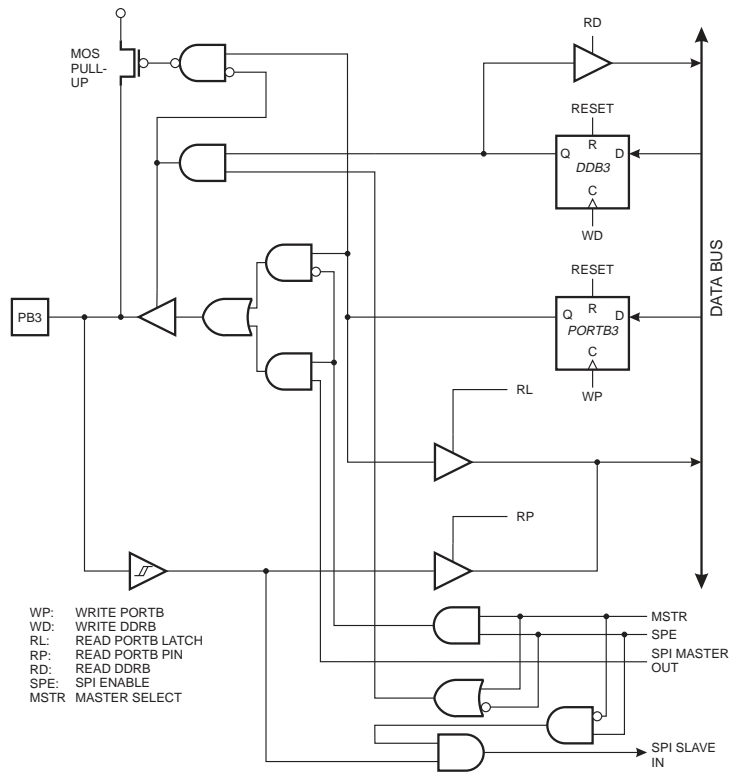 RD
MOS
PULL-
UP
RESET
R
Q
D
DDB3
C
WD
DATA BUS
RESET
R
Q
D
PORTB3
C
WP
PB3
RL
RP
WP: WRITE PORTB
WD: WRITE DDRB
RL: READ PORTB LATCH
RP: READ PORTB PIN
RD: READ DDRB
SPE: SPI ENABLE
MSTR MASTER SELECT
MSTR
SPE
SPI MASTER
OUT
SPI SLAVE
IN